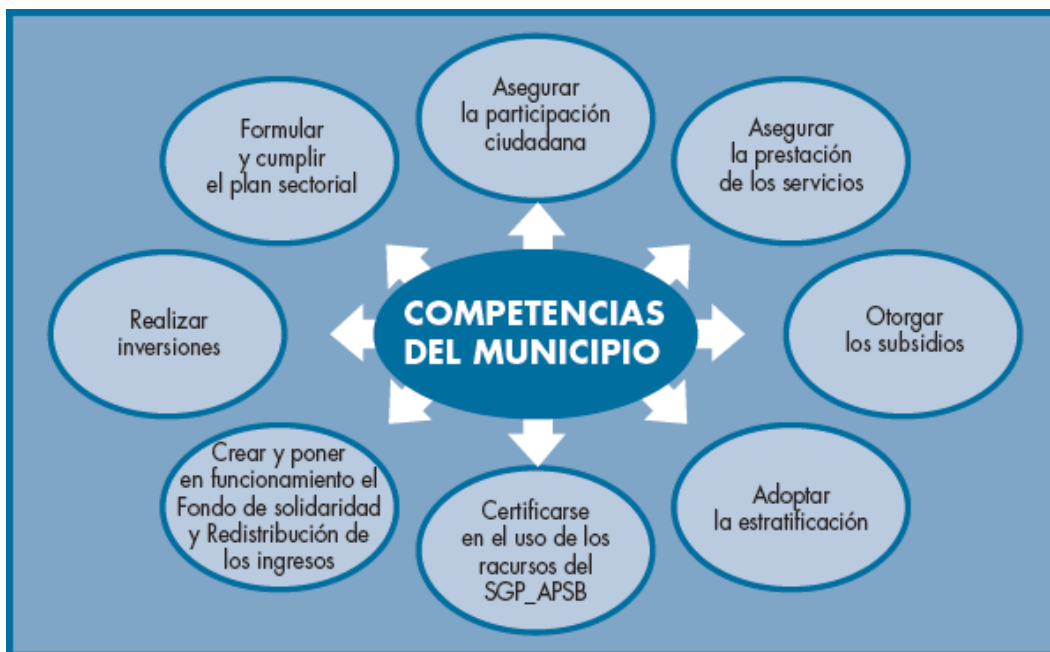 Asegurar
la participación
ciudadana
Formular
y cumplir
el plan sectorial
Asegurar
la prestación
de los servicios
COMPETENCIAS
DEL MUNICIPIO
Realizar
inversiones
Otorgar
los subsidios
Crear y poner
en funcionamiento el
Fondo de solidaridad
y Redistribución de
los ingresos
Certificarse
en el uso de los
racursos del
SGP_APSB
Adoptar
la estratificación